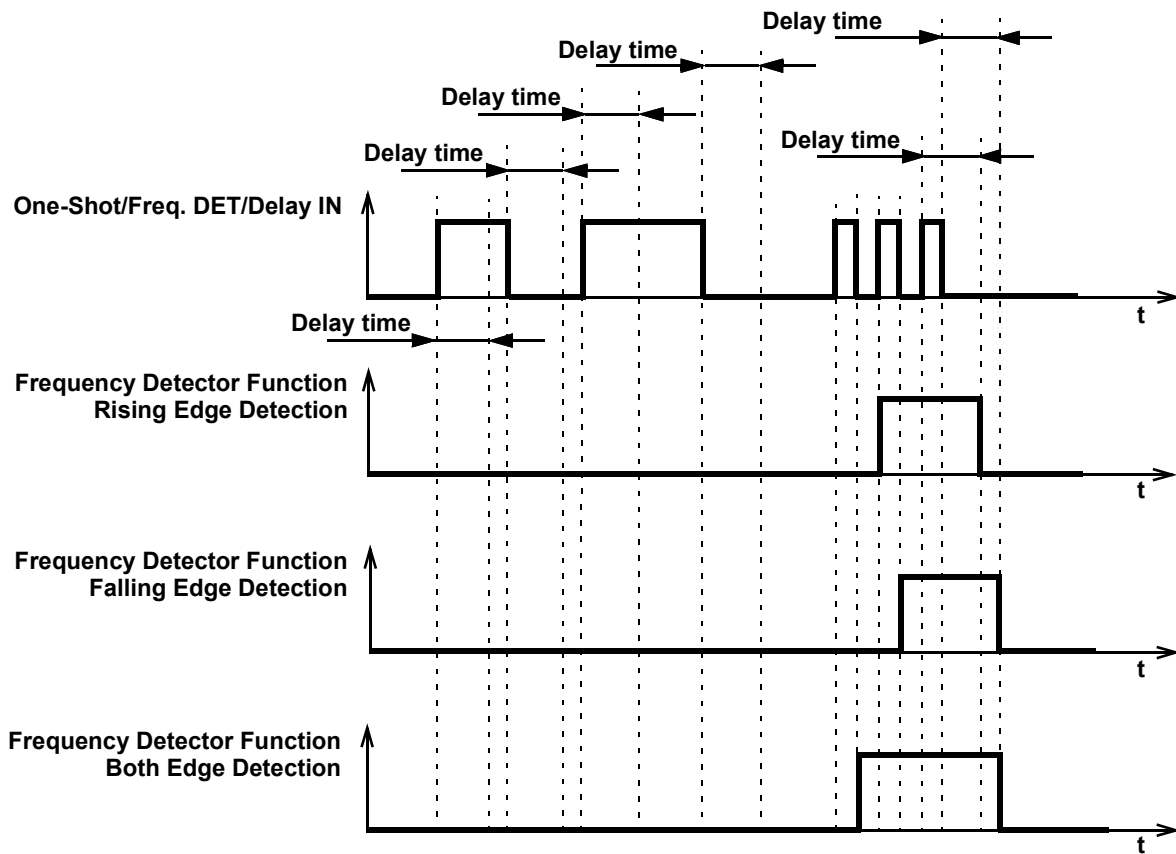 Delay time
Delay time
Delay time
Delay time
Delay time
One-Shot/Freq. DET/Delay IN
t
Delay time
Frequency Detector Function
Rising Edge Detection
t
Frequency Detector Function
Falling Edge Detection
t
Frequency Detector Function
Both Edge Detection
t